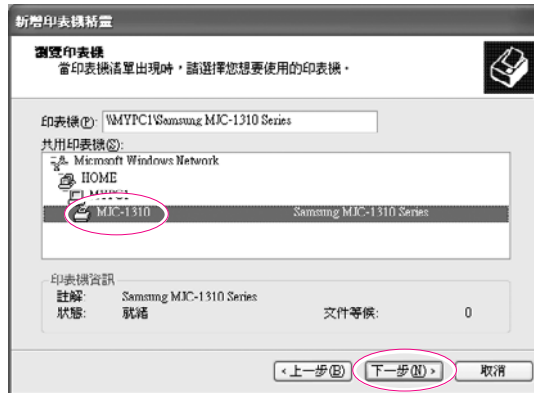 新增印表機精靈
瀏覽印表機
當印表機清單出現時，請選擇您想要使用的印表機。
印表機(P): \\MYPC1\Samsung MJC-1310 Series
共用印表機(S):
Microsoft Windows Network
HOME
MYPC1
MJC-1310 Samsung MJC-1310 Series
印表機資訊
註解: Samsung MJC-1310 Series
狀態: 就緒 文件等候: 0
<上一步(B) 下一步(N)> 取消